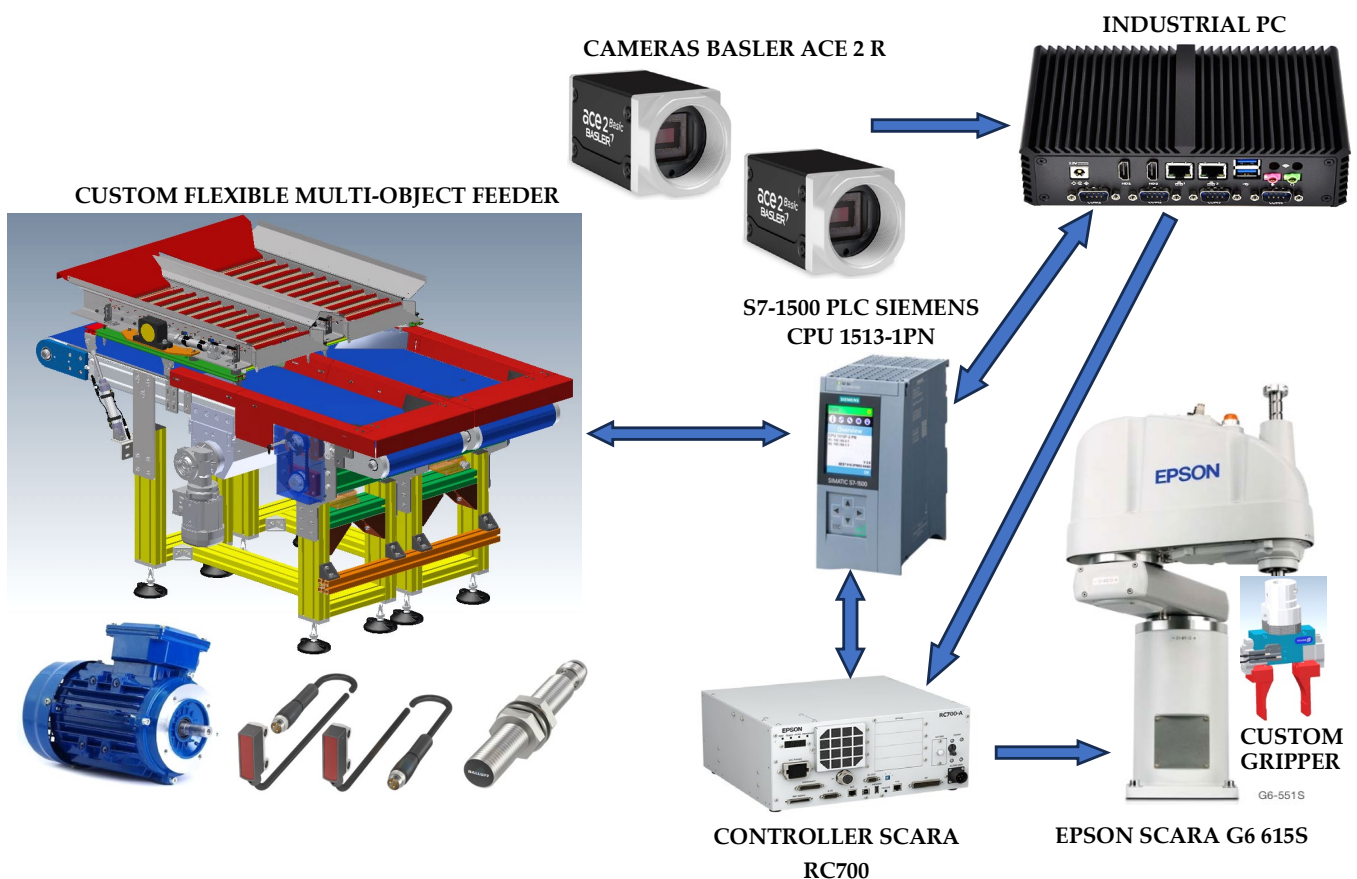 INDUSTRIAL PC
CAMERAS BASLER ACE 2 R
ace 2 Basic
BASLER
ace 2 Basic
BASLER
CUSTOM FLEXIBLE MULTI-OBJECT FEEDER
S7-1500 PLC SIEMENS
CPU 1513-1PN
SIEMENS
Overview
SIMATIC S7-1500
EPSON
BALLUFF
EPSON
RC700-A
CUSTOM
GRIPPER
G6-551S
CONTROLLER SCARA
RC700
EPSON SCARA G6 615S